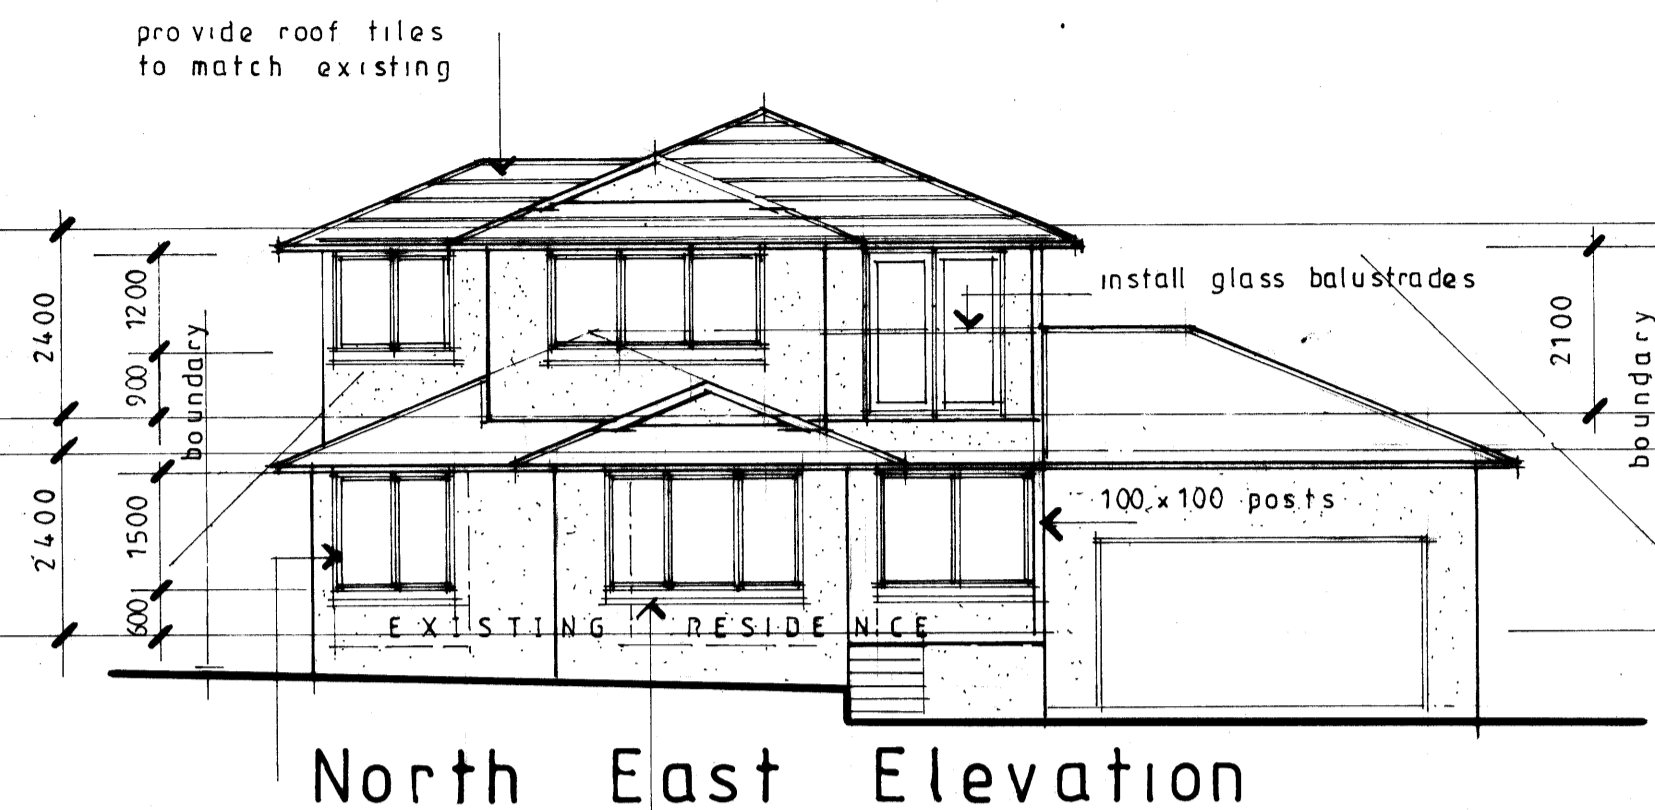 provide roof tiles
to match existing
2400
1200
900
boundary
install glass balustrades
2100
boundary
2400
1500
600
100 x 100 posts
EXISTING RESIDENCE
North East Elevation